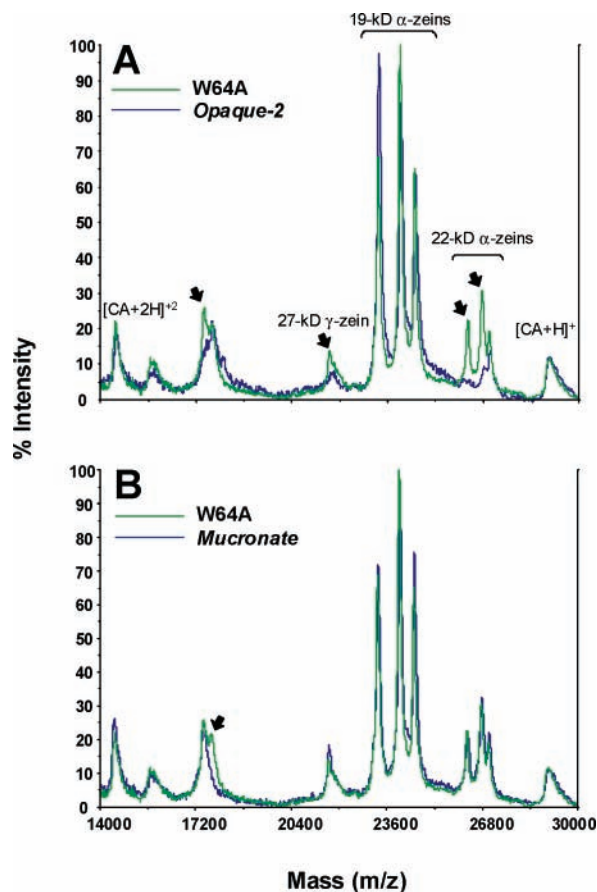 19-kD α-zeins
A
W64A
Opaque-2
22-kD α-zeins
[CA+2H]+2
27-kD γ-zein
[CA+H]+
100
90
80
70
60
50
40
30
20
10
0
% Intensity
B
W64A
Mucronate
100
90
80
70
60
50
40
30
20
10
0
14000 17200 20400 23600 26800 30000
Mass (m/z)